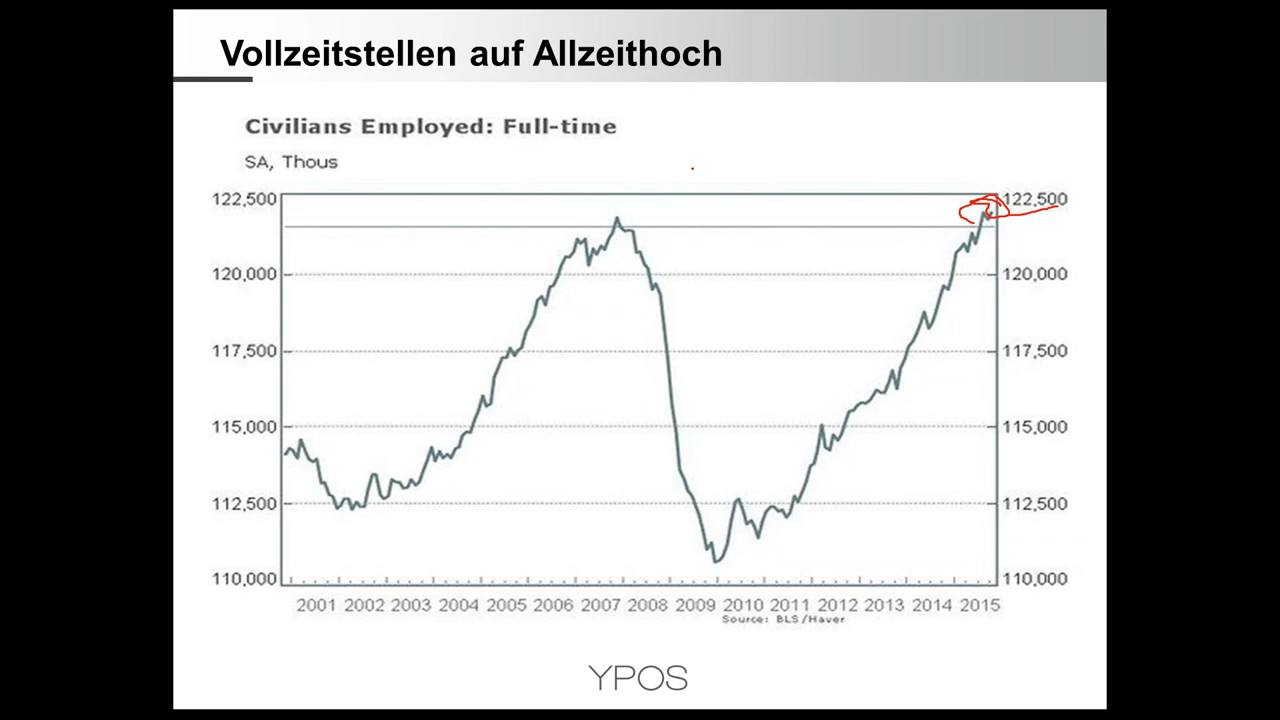 Vollzeitstellen auf Allzeithoch
Civilians Employed: Full-time
SA, Thous
122,500 122,500
120,000 120,000
117,500 117,500
115,000 115,000
112,500 112,500
110,000 110,000
2001 2002 2003 2004 2005 2006 2007 2008 2009 2010 2011 2012 2013 2014 2015
Source: BLS/Haver
YPOS